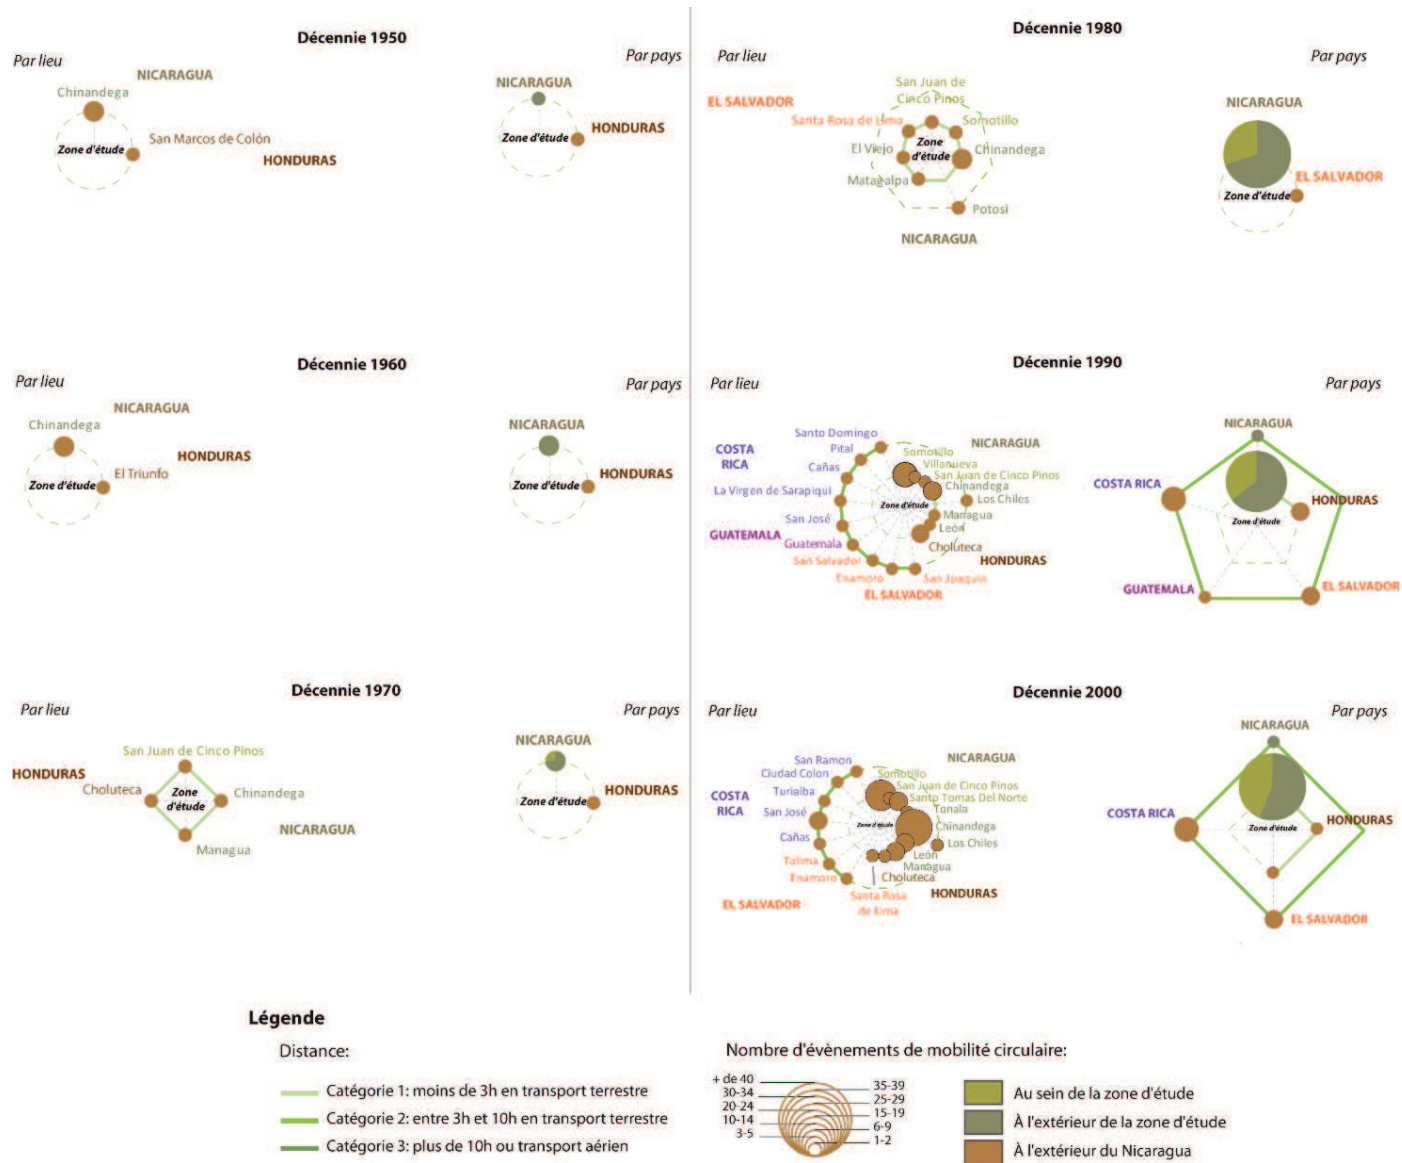 Décennie 1950
Par lieu
Par pays
NICARAGUA
Chinandega
San Marcos de Colón
Zone d'étude
HONDURAS
NICARAGUA
HONDURAS
Zone d'étude
Décennie 1960
Par lieu
Par pays
NICARAGUA
Chinandega
HONDURAS
El Triunfo
Zone d'étude
NICARAGUA
HONDURAS
Zone d'étude
Décennie 1970
Par lieu
Par pays
San Juan de Cinco Pinos
HONDURAS
Choluteca
Zone
d'étude
Chinandega
NICARAGUA
Managua
NICARAGUA
HONDURAS
Zone d'étude
Décennie 1980
Par lieu
Par pays
San Juan de
Cinco Pinos
EL SALVADOR
Santa Rosa de Lima
Somotillo
El Viejo
Zone
d'étude
Chinandega
Matagalpa
Potosi
NICARAGUA
NICARAGUA
EL SALVADOR
Zone d'étude
Décennie 1990
Par lieu
Par pays
Santo Domingo
NICARAGUA
COSTA
RICA
Pital
Somotillo
Villanueva
Cañas
San Juan de Cinco Pinos
Chinandega
La Virgen de Sarapiqui
Los Chiles
Zone d'étude
San José
Managua
León
GUATEMALA
Guatemala
Choluteca
San Salvador
HONDURAS
Enamoro
San Joaquin
EL SALVADOR
NICARAGUA
COSTA RICA
HONDURAS
Zone d'étude
GUATEMALA
EL SALVADOR
Décennie 2000
Par lieu
Par pays
San Ramon
NICARAGUA
Ciudad Colon
Somotillo
San Juan de Cinco Pinos
Turialba
Santo Tomas Del Norte
COSTA
RICA
Tonala
San José
Zone d'étude
Chinandega
Cañas
Los Chiles
León
Tulima
Managua
Enamoro
Choluteca
HONDURAS
EL SALVADOR
Santa Rosa
de Lima
NICARAGUA
COSTA RICA
Zone d'étude
HONDURAS
EL SALVADOR
Légende
Distance:
Catégorie 1: moins de 3h en transport terrestre
Catégorie 2: entre 3h et 10h en transport terrestre
Catégorie 3: plus de 10h ou transport aérien
Nombre d'évènements de mobilité circulaire:
+ de 40
35-39
30-34
25-29
20-24
15-19
10-14
6-9
3-5
1-2
Au sein de la zone d'étude
À l'extérieur de la zone d'étude
À l'extérieur du Nicaragua